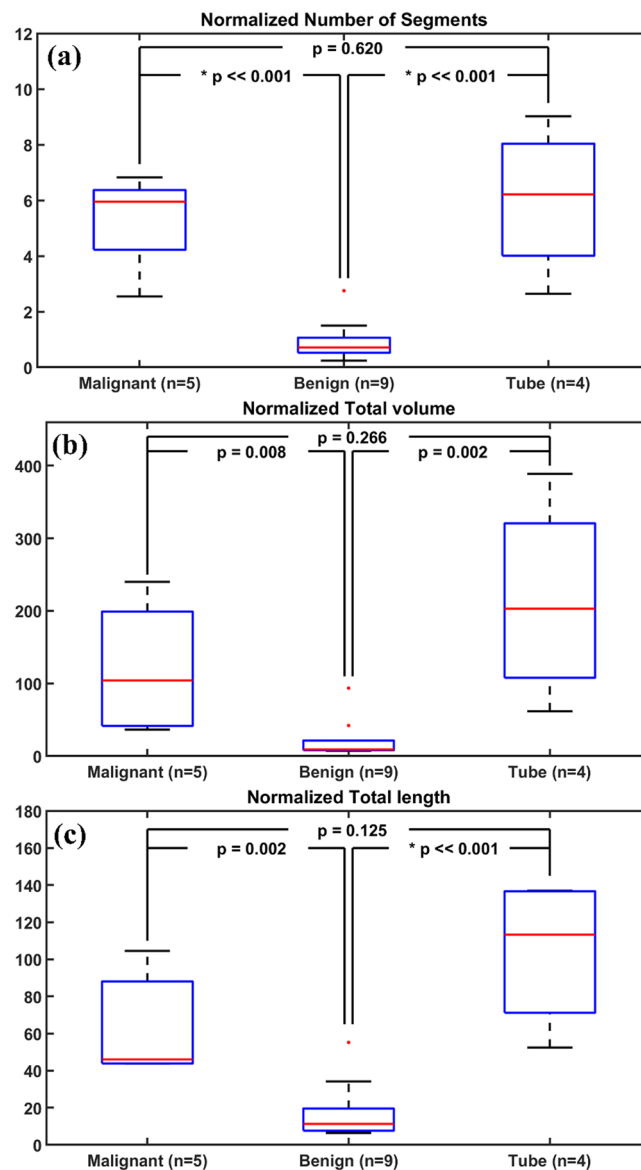 Normalized Number of Segments
(a)
p = 0.620
* p << 0.001 * p << 0.001
12
10
8
6
4
2
0
Malignant (n=5) Benign (n=9) Tube (n=4)
Normalized Total volume
(b)
p = 0.266
p = 0.008 p = 0.002
400
300
200
100
0
Malignant (n=5) Benign (n=9) Tube (n=4)
Normalized Total length
(c)
p = 0.125
p = 0.002 * p << 0.001
180
160
140
120
100
80
60
40
20
0
Malignant (n=5) Benign (n=9) Tube (n=4)